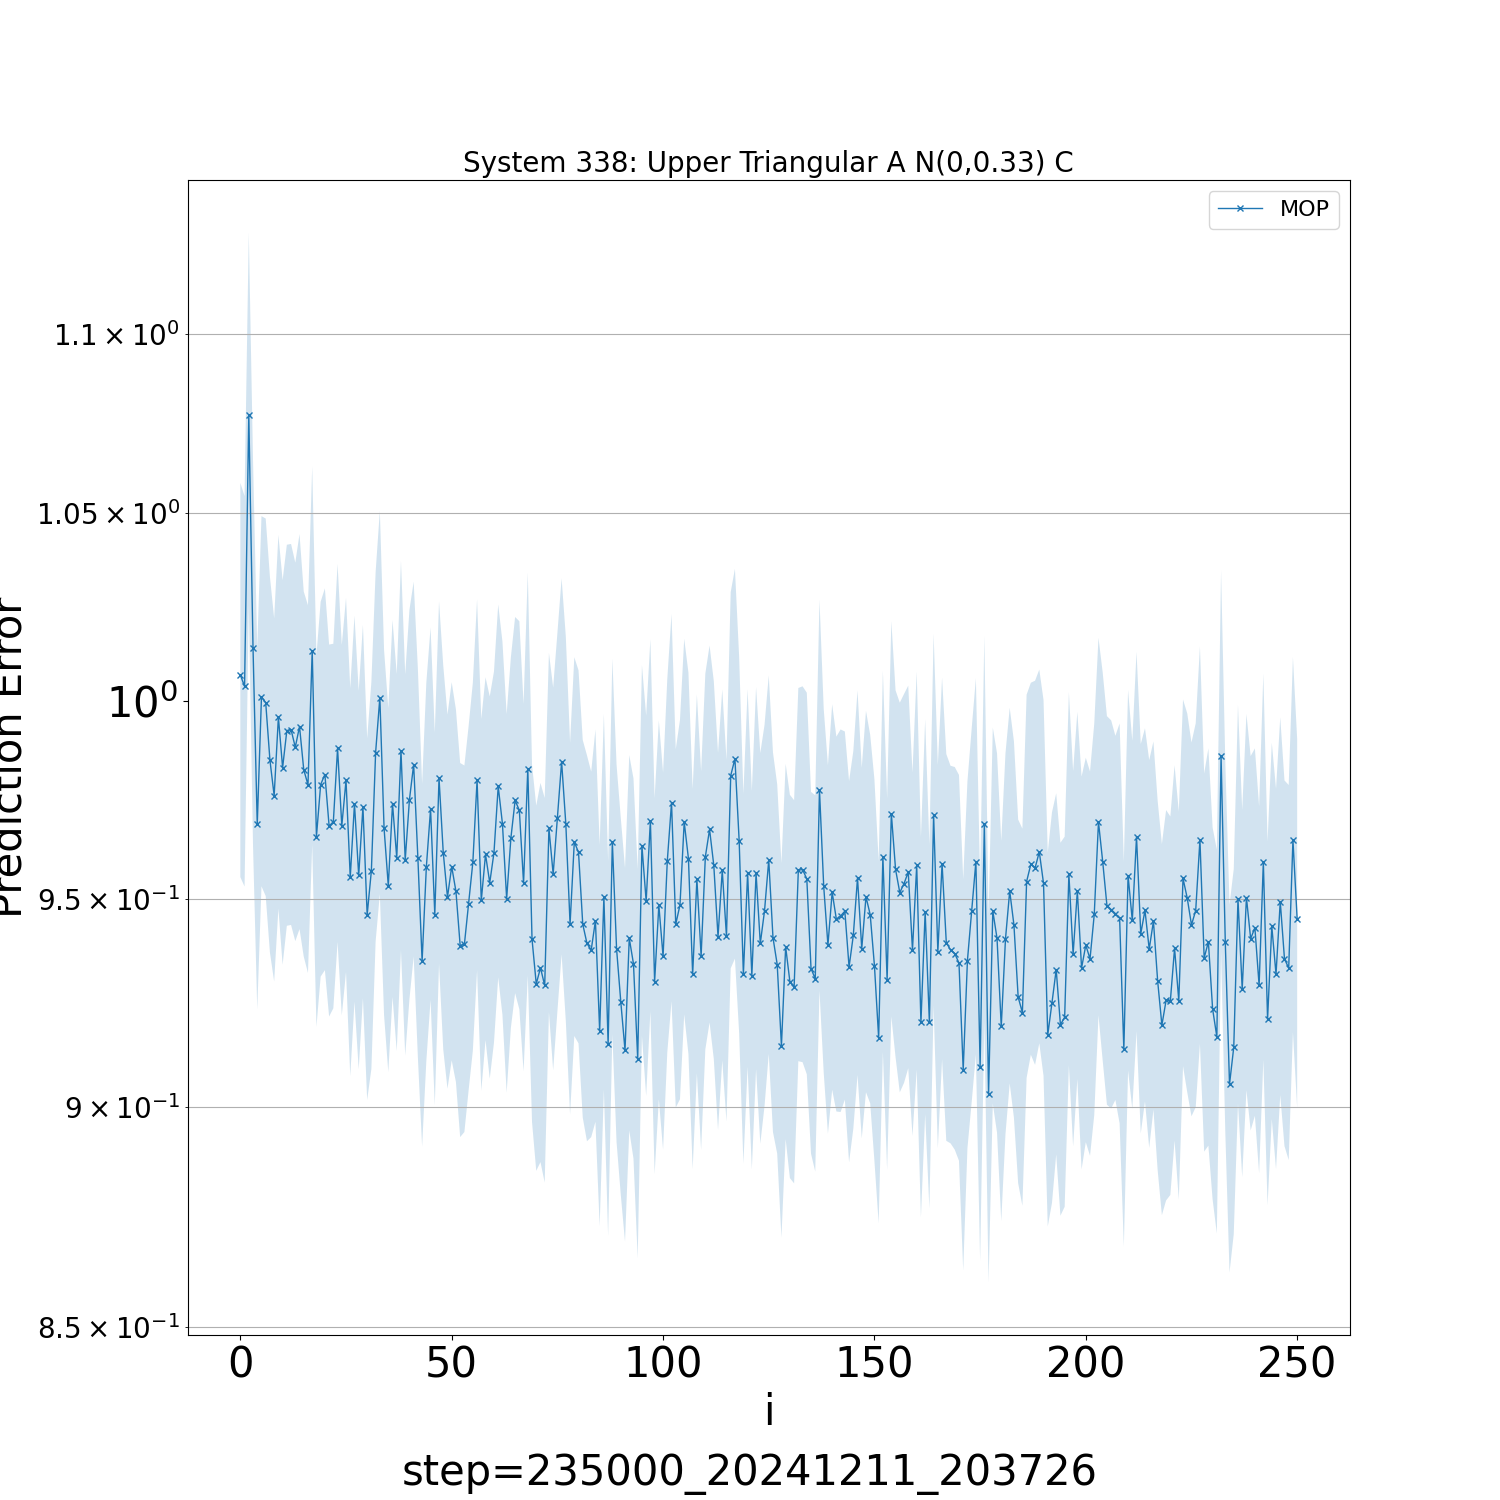 System 338: Upper Triangular A N(0,0.33) C
MOP
Prediction Error
1.1 × 10⁰
1.05 × 10⁰
10⁰
9.5 × 10⁻¹
9 × 10⁻¹
8.5 × 10⁻¹
0 50 100 150 200 250
i
step=235000_20241211_203726